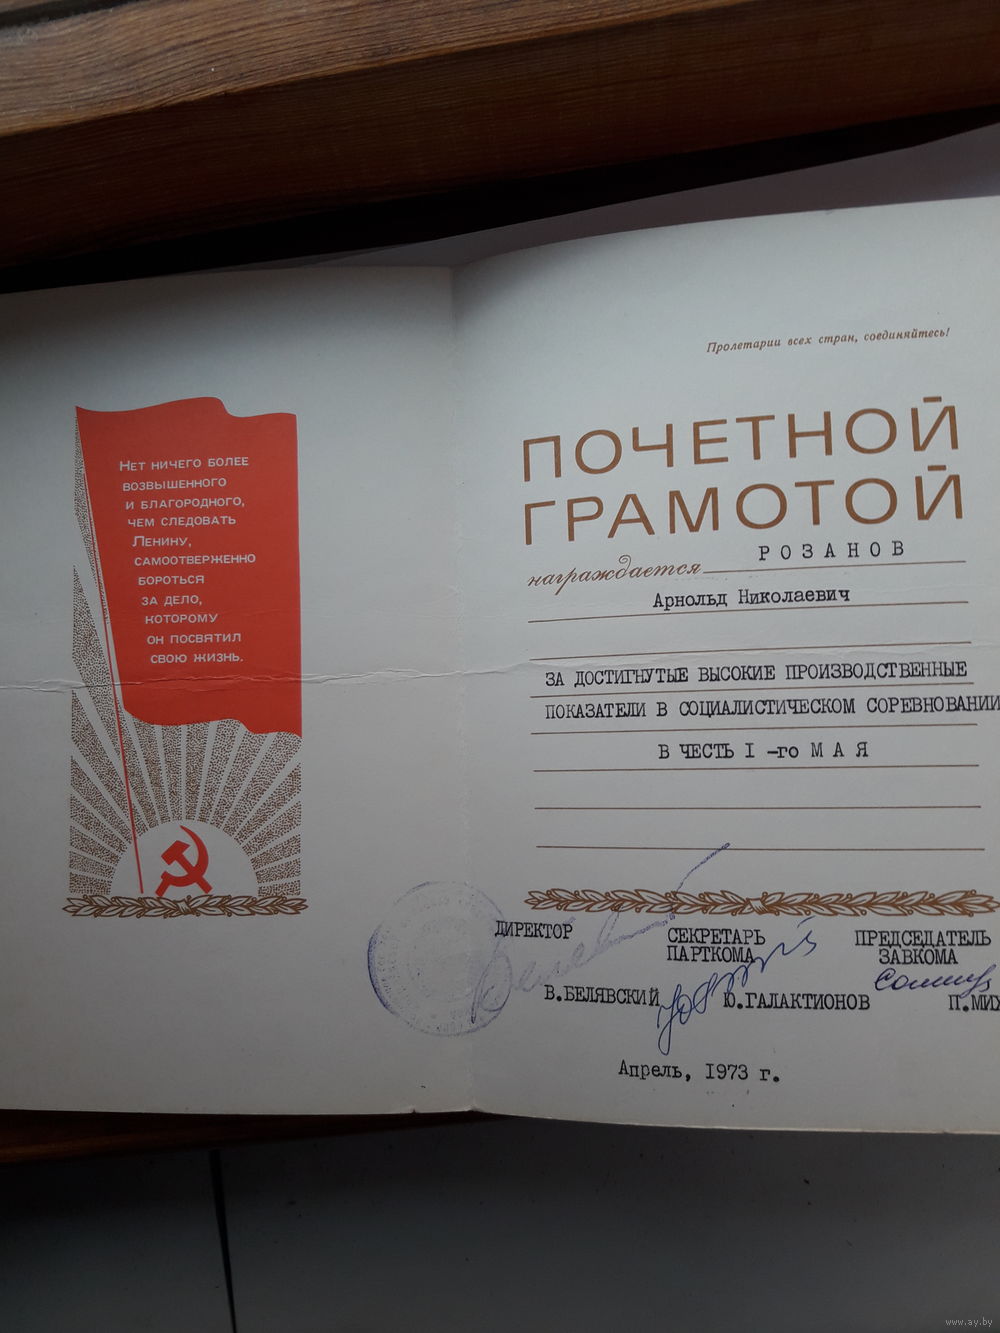 Нет ничего более
возвышенного
и благородного,
чем следовать
Ленину,
самоотверженно
бороться
за дело,
которому
он посвятил
свою жизнь.
Пролетарии всех стран, соединяйтесь!
ПОЧЕТНОЙ
ГРАМОТОЙ
награждается РОЗАНОВ
Арнольд Николаевич
ЗА ДОСТИГНУТЫЕ ВЫСОКИЕ ПРОИЗВОДСТВЕННЫЕ
ПОКАЗАТЕЛИ В СОЦИАЛИСТИЧЕСКОМ СОРЕВНОВАНИИ
В ЧЕСТЬ I -го М А Я
ДИРЕКТОР СЕКРЕТАРЬ ПРЕДСЕДАТЕЛЬ
ПАРТКОМА ЗАВКОМА
В.БЕЛЯВСКИЙ Ю.ГАЛАКТИОНОВ П.МИХ
Апрель, 1973 г.
www.ay.by